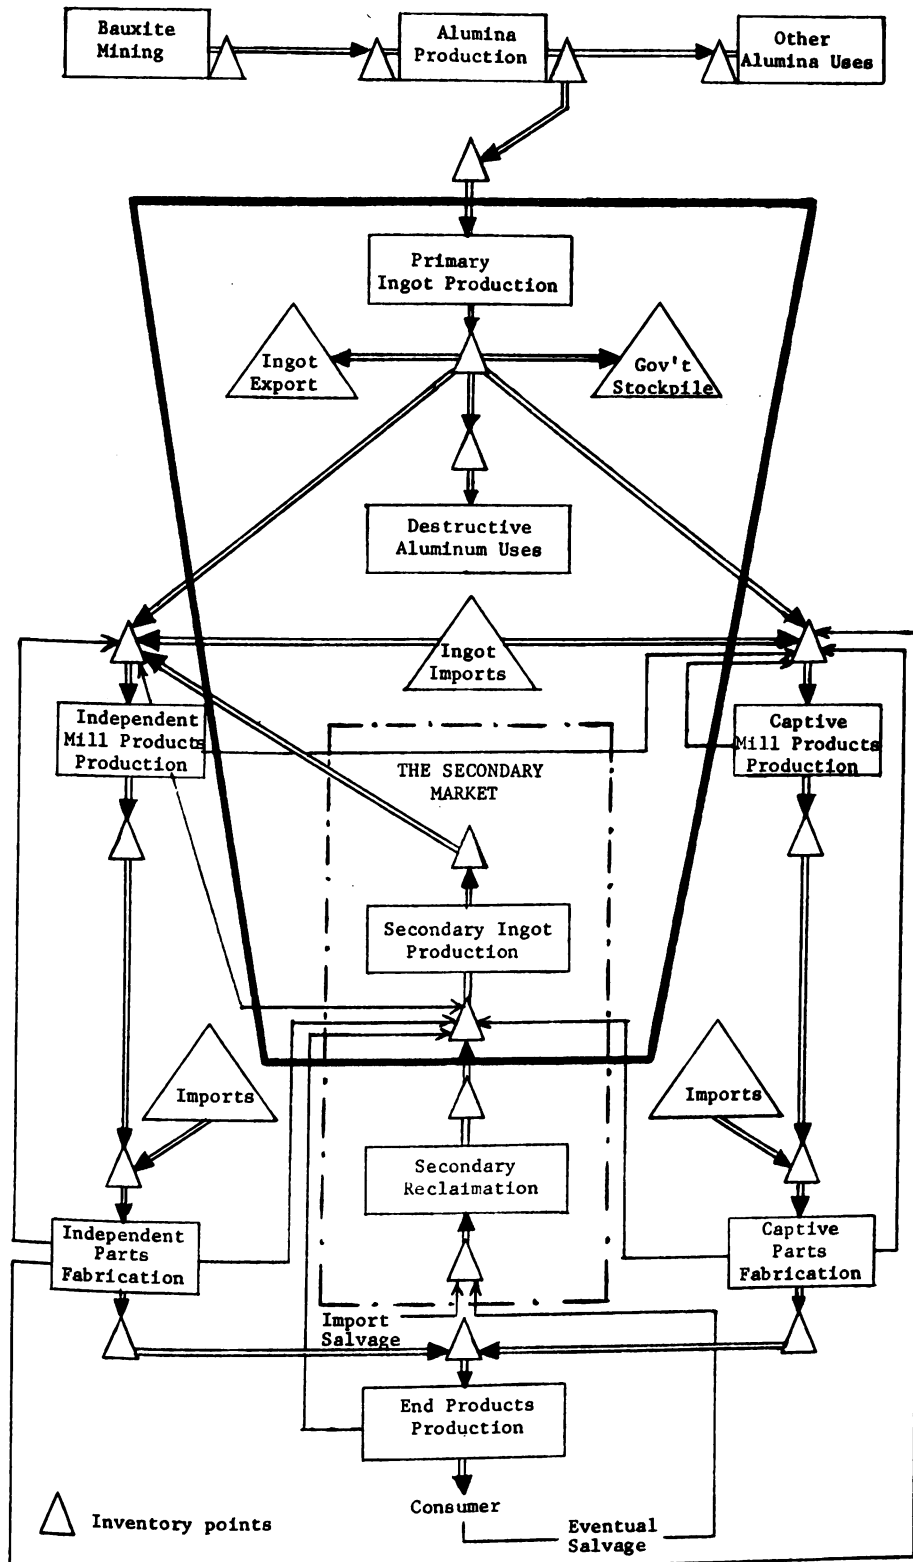 Bauxite
Mining
Alumina
Production
Other
Alumina Uses
Primary
Ingot Production
Ingot
Export
Gov't
Stockpile
Destructive
Aluminum Uses
Ingot
Imports
Independent
Mill Products
Production
Captive
Mill Products
Production
THE SECONDARY
MARKET
Secondary Ingot
Production
Imports
Imports
Secondary
Reclaimation
Independent
Parts
Fabrication
Captive
Parts
Fabrication
Import
Salvage
End Products
Production
Consumer
Eventual
Salvage
Inventory points